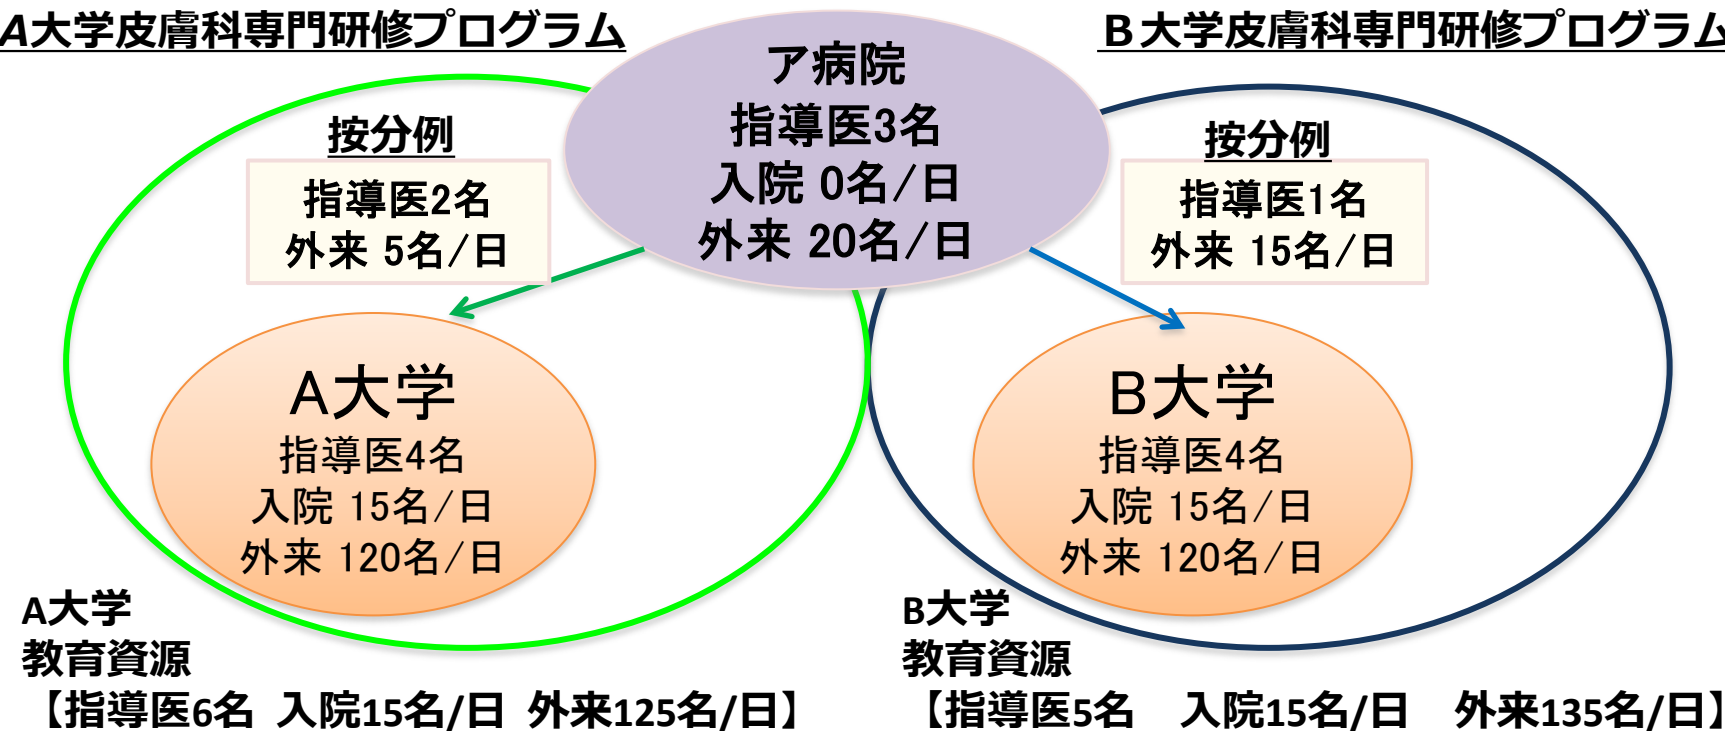 A大学皮膚科専門研修プログラム
B大学皮膚科専門研修プログラム
ア病院
指導医3名
入院 0名/日
外来 20名/日
按分例
指導医2名
外来 5名/日
按分例
指導医1名
外来 15名/日
A大学
指導医4名
入院 15名/日
外来 120名/日
B大学
指導医4名
入院 15名/日
外来 120名/日
A大学
教育資源
【指導医6名 入院15名/日 外来125名/日】
B大学
教育資源
【指導医5名 入院15名/日 外来135名/日】